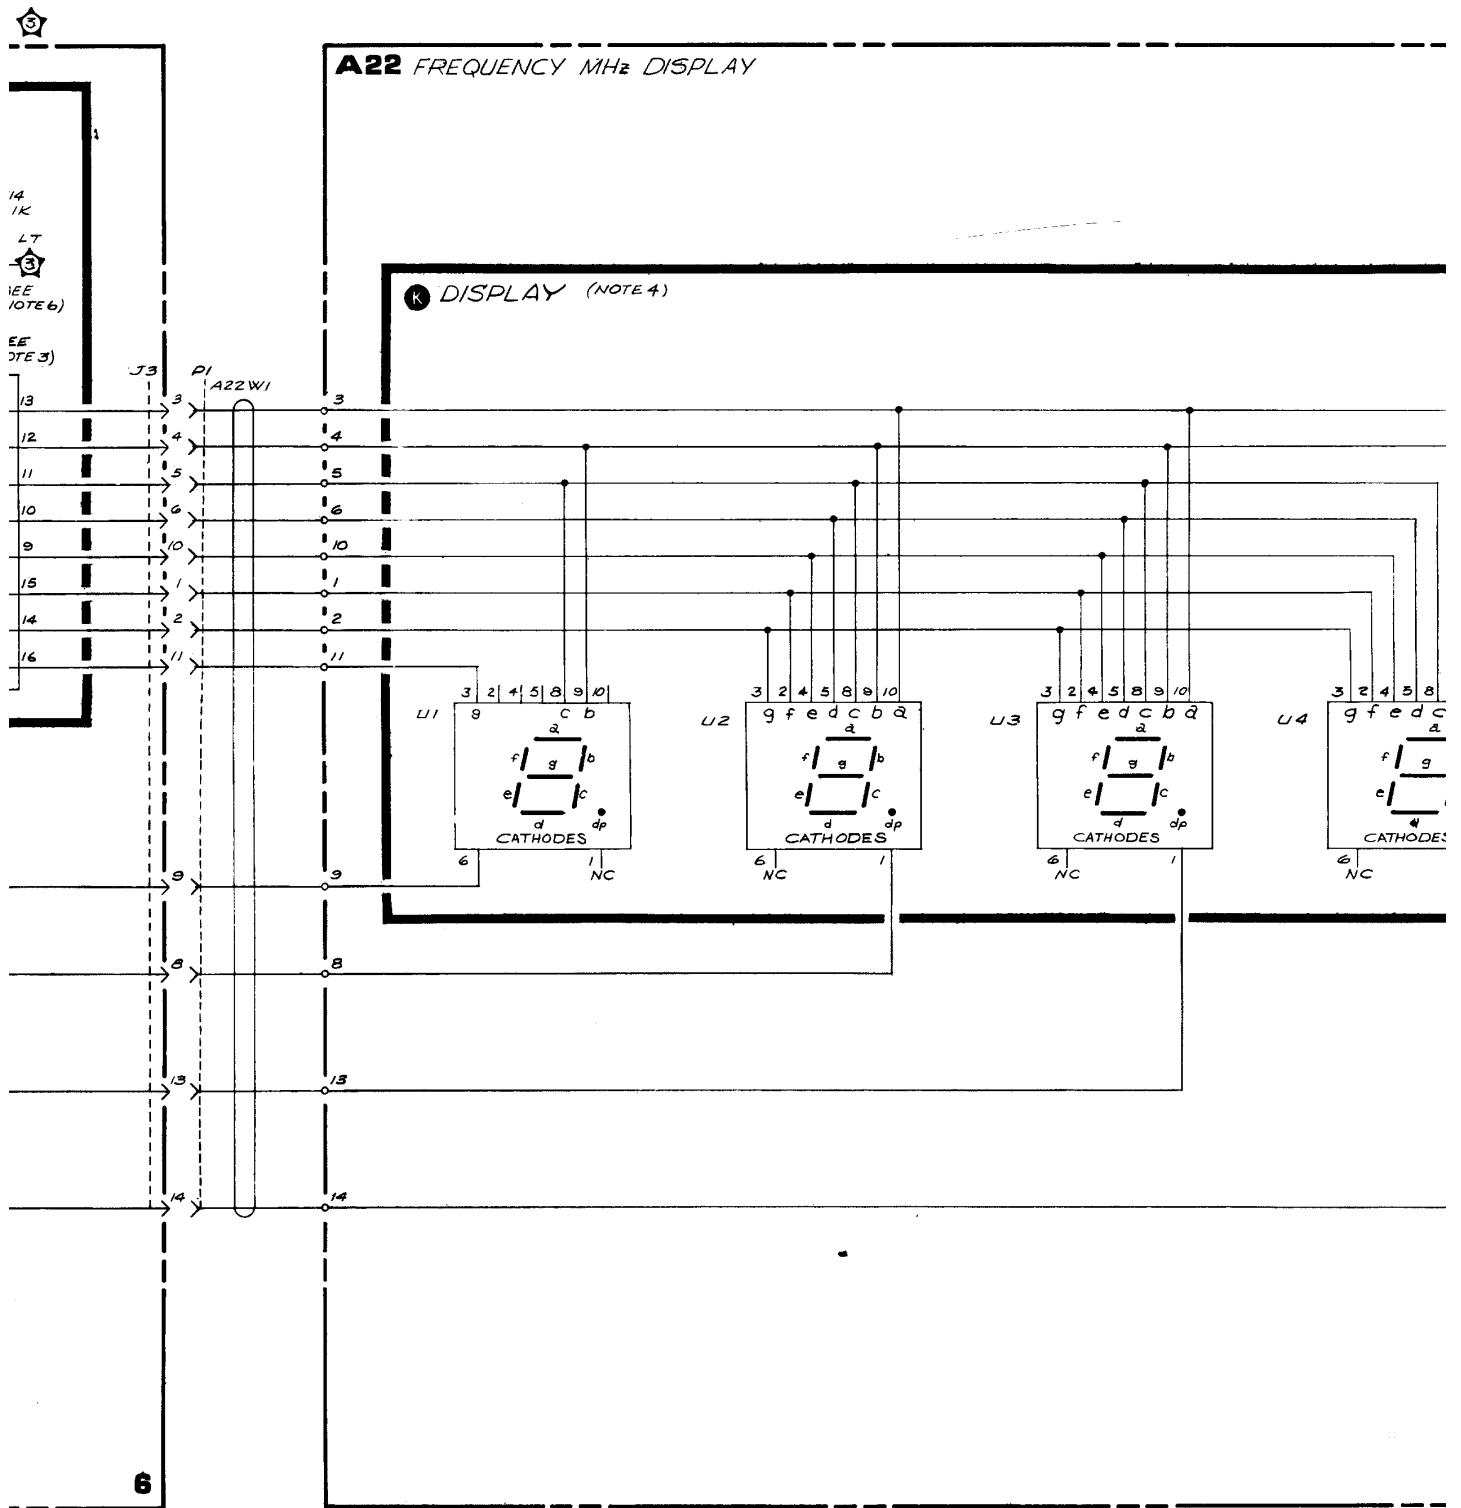 3
A22 FREQUENCY MHz DISPLAY
14
1K
LT
3
EE
OTE 6)
EE
OTE 3)
K DISPLAY (NOTE 4)
J3 P1
A22W1
13 3 3
12 4 4
11 5 5
10 6 6
9 10 10
15 1 1
14 2 2
16 11 11
3 2 4 5 8 9 10
3 2 4 5 8 9 10
3 2 4 5 8 9 10
3 2 4 5 8
U1 g c b
U2 g f e d c b a
U3 g f e d c b a
U4 g f e d c
a
f g b
e c
d dp
CATHODES
a
f g b
e c
d dp
CATHODES
a
f g b
e c
d dp
CATHODES
a
f g
e
d
CATHODES
6 1
NC
6 1
NC
6 1
NC
6
NC
9 9
8 8
13 13
14 14
6